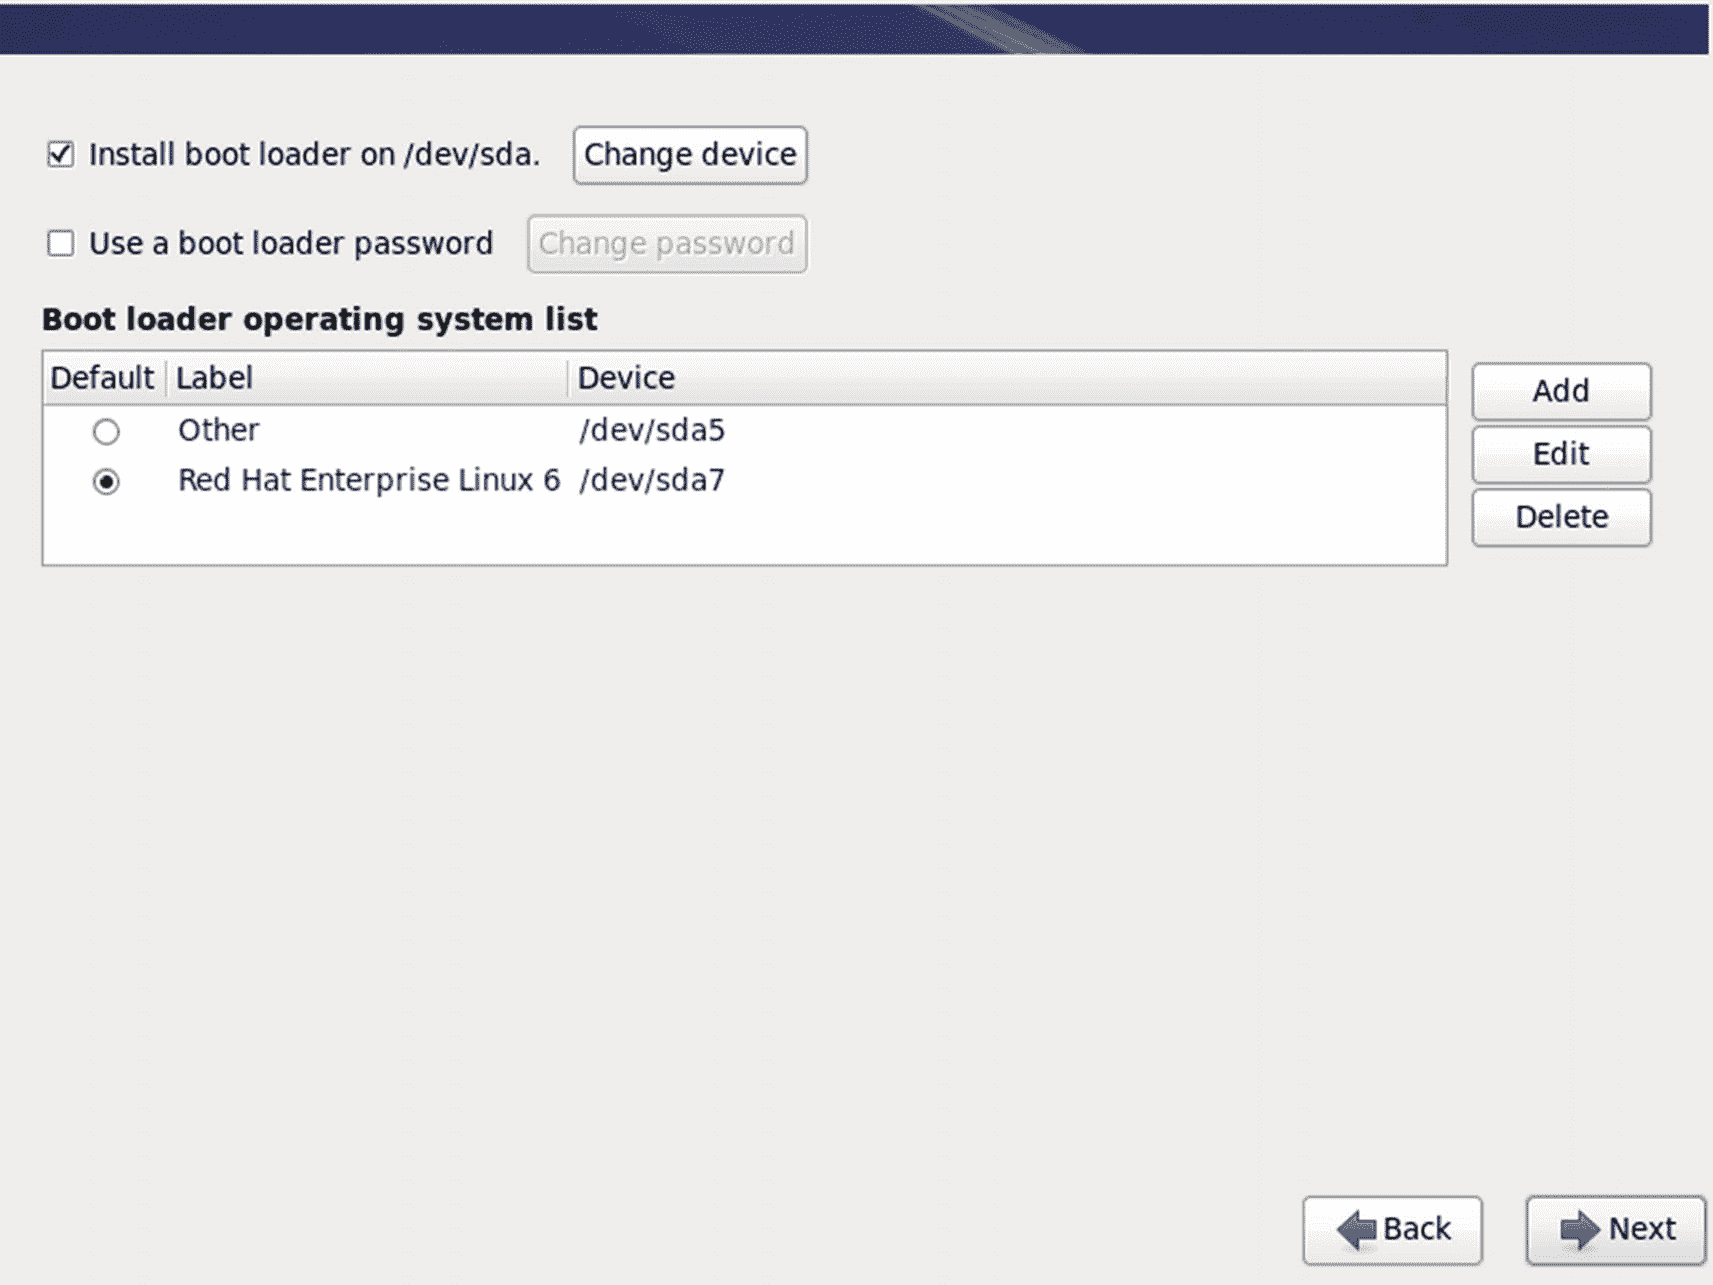 Install boot loader on /dev/sda. Change device
Use a boot loader password Change password
Boot loader operating system list
Default Label Device
Other /dev/sda5
Red Hat Enterprise Linux 6 /dev/sda7
Add
Edit
Delete
Back Next